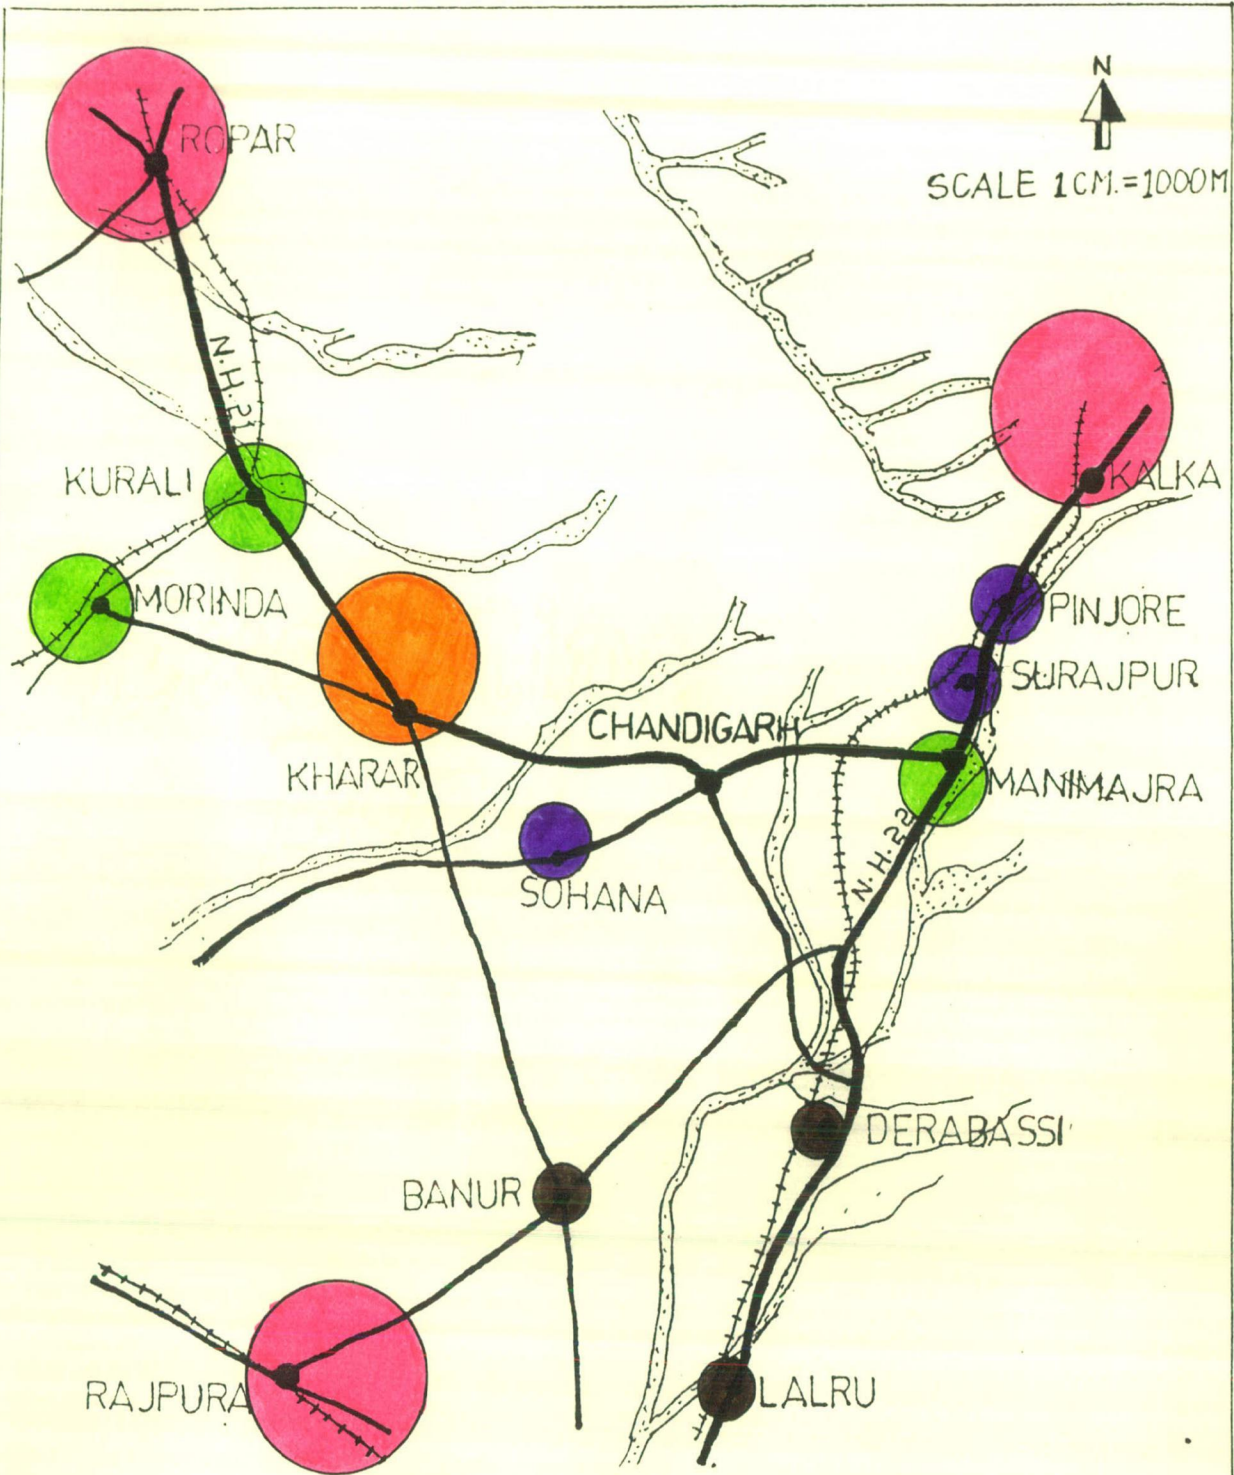 N
ROPAR
SCALE 1CM.=1000M
N.H.21
KURALI
KALKA
MORINDA
PINJORE
SURAJPUR
CHANDIGARH
KHARAR
MANIMAJRA
N.H.22
SOHANA
DERABASSI
BANUR
RAJPURA
LALRU